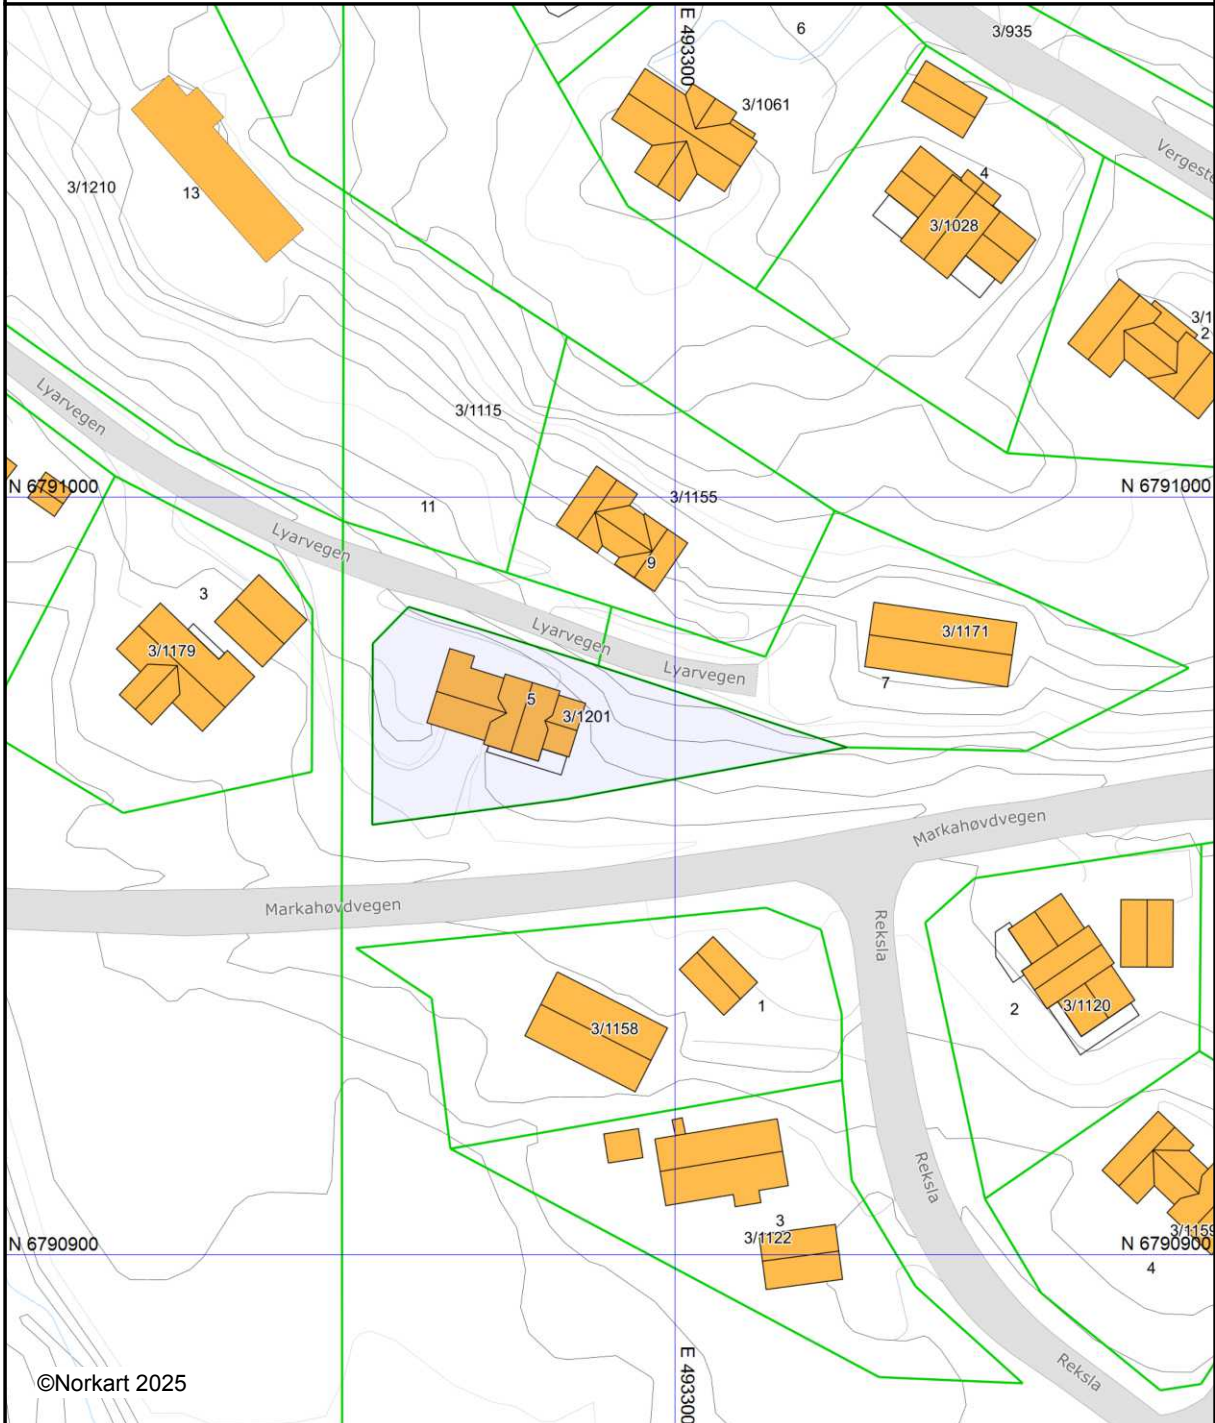 E 493300
6
3/935
3/1061
Vergeste
3/1210
13
4
3/1028
3/1
2
Lyarvegen
3/1115
N 6791000
3/1155
N 6791000
11
Lyarvegen
9
3
Lyarvegen
3/1171
3/1179
Lyarvegen
7
5
3/1201
Markahøvdvegen
Markahøvdvegen
Reksla
3/1158
1
2
3/1120
Reksla
3
3/1122
3/1159
N 6790900
N 6790900
4
E 493300
Reksla
©Norkart 2025